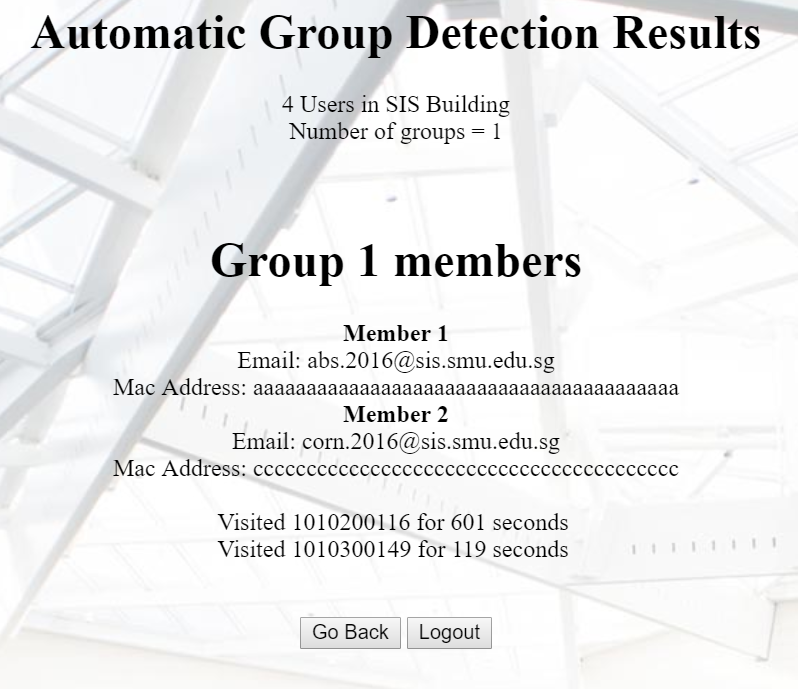 Automatic Group Detection Results
4 Users in SIS Building
Number of groups = 1
Group 1 members
Member 1
Email: abs.2016@sis.smu.edu.sg
Mac Address: aaaaaaaaaaaaaaaaaaaaaaaaaaaaaaaaaaaaaaaa
Member 2
Email: corn.2016@sis.smu.edu.sg
Mac Address: cccccccccccccccccccccccccccccccccccccccc
Visited 1010200116 for 601 seconds
Visited 1010300149 for 119 seconds
Go Back Logout